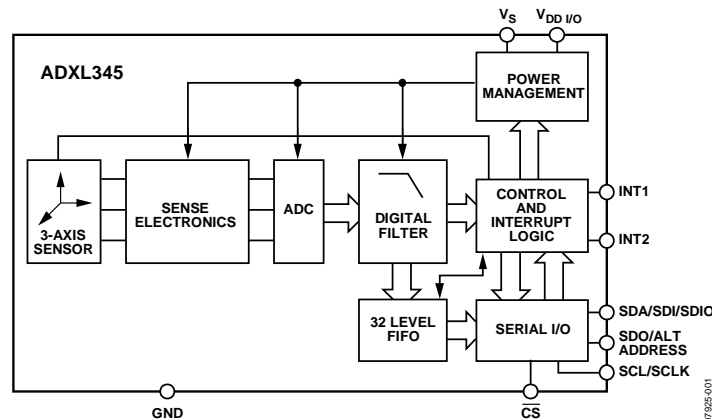 VS
VDD I/O
ADXL345
POWER
MANAGEMENT
3-AXIS
SENSOR
SENSE
ELECTRONICS
ADC
DIGITAL
FILTER
CONTROL
AND
INTERRUPT
LOGIC
INT1
INT2
32 LEVEL
FIFO
SERIAL I/O
SDA/SDI/SDIO
SDO/ALT
ADDRESS
SCL/SCLK
GND
CS
07925-001